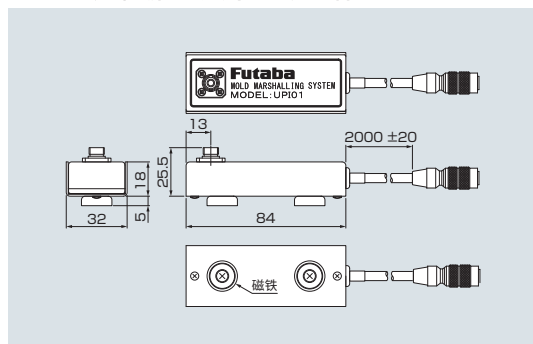 Futaba
MOLD MARSHALLING SYSTEM
MODEL:UPI01
13
2000 ±20
25.5
18
5
32
84
磁铁